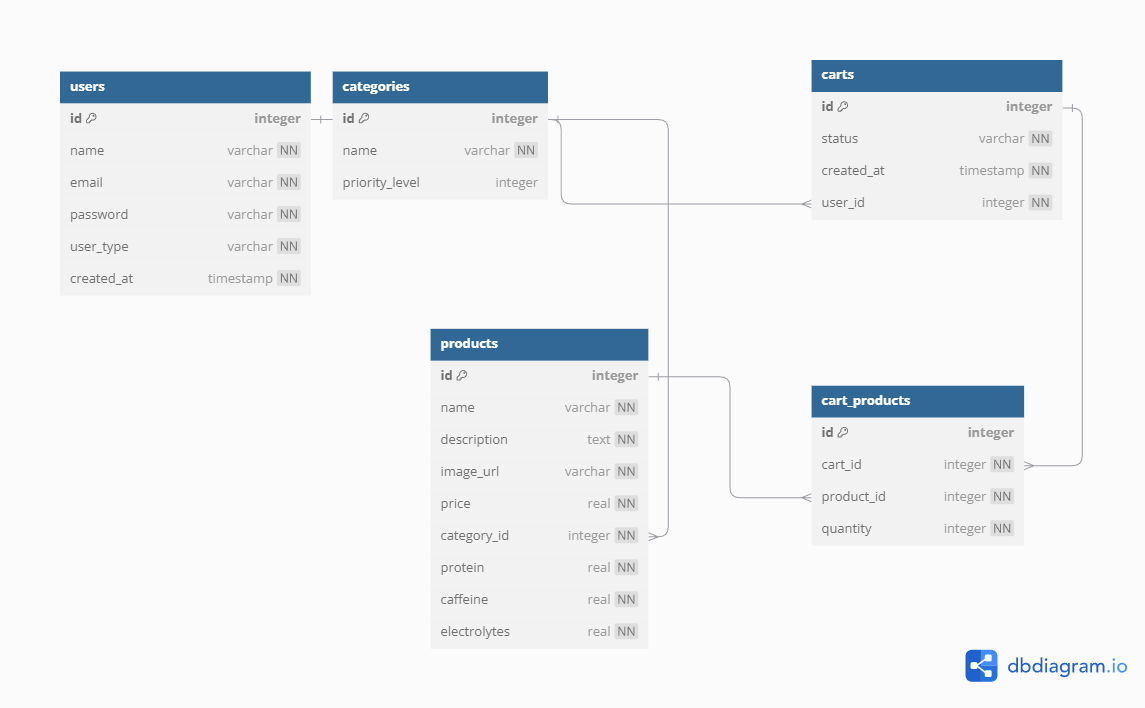 users
id integer
name varchar NN
email varchar NN
password varchar NN
user_type varchar NN
created_at timestamp NN
categories
id integer
name varchar NN
priority_level integer
carts
id integer
status varchar NN
created_at timestamp NN
user_id integer NN
products
id integer
name varchar NN
description text NN
image_url varchar NN
price real NN
category_id integer NN
protein real NN
caffeine real NN
electrolytes real NN
cart_products
id integer
cart_id integer NN
product_id integer NN
quantity integer NN
dbdiagram.io